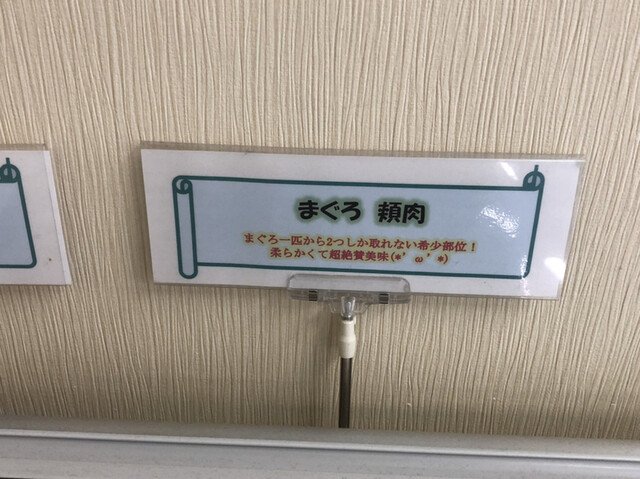 まぐろ 頬肉
まぐろ一匹から2つしか取れない希少部位！
柔らかくて超絶賛美味(*'ω'*)